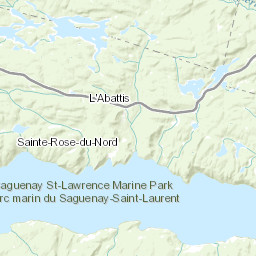 L'Abattis
Sainte-Rose-du-Nord
aguenay St-Lawrence Marine Park
rc marin du Saguenay-Saint-Laurent